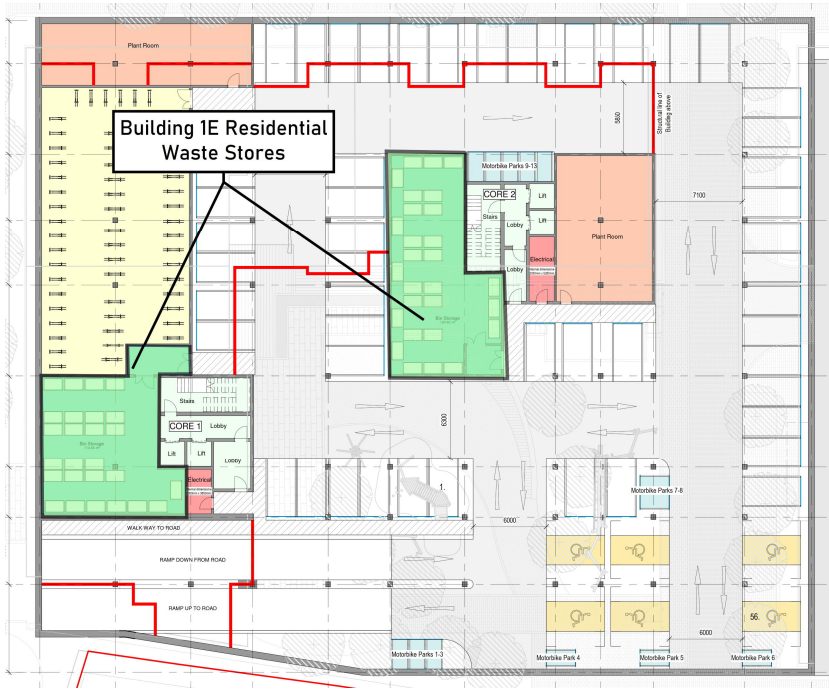 Plant Room
Building 1E Residential
Waste Stores
5850
Structural line of
Building above
Motorbike Parks 9-13
CORE 2
Stairs
Lift
Lift
Lobby
Lobby
Electrical
Plant Room
7100
Bin Storage
Stairs
CORE 1
Lobby
Lift
Lift
Lobby
Electrical
Bin Storage
6300
1.
Motorbike Parks 7-8
6000
WALK WAY TO ROAD
RAMP DOWN FROM ROAD
RAMP UP TO ROAD
56.
6000
Motorbike Parks 1-3
Motorbike Park 4
Motorbike Park 5
Motorbike Park 6